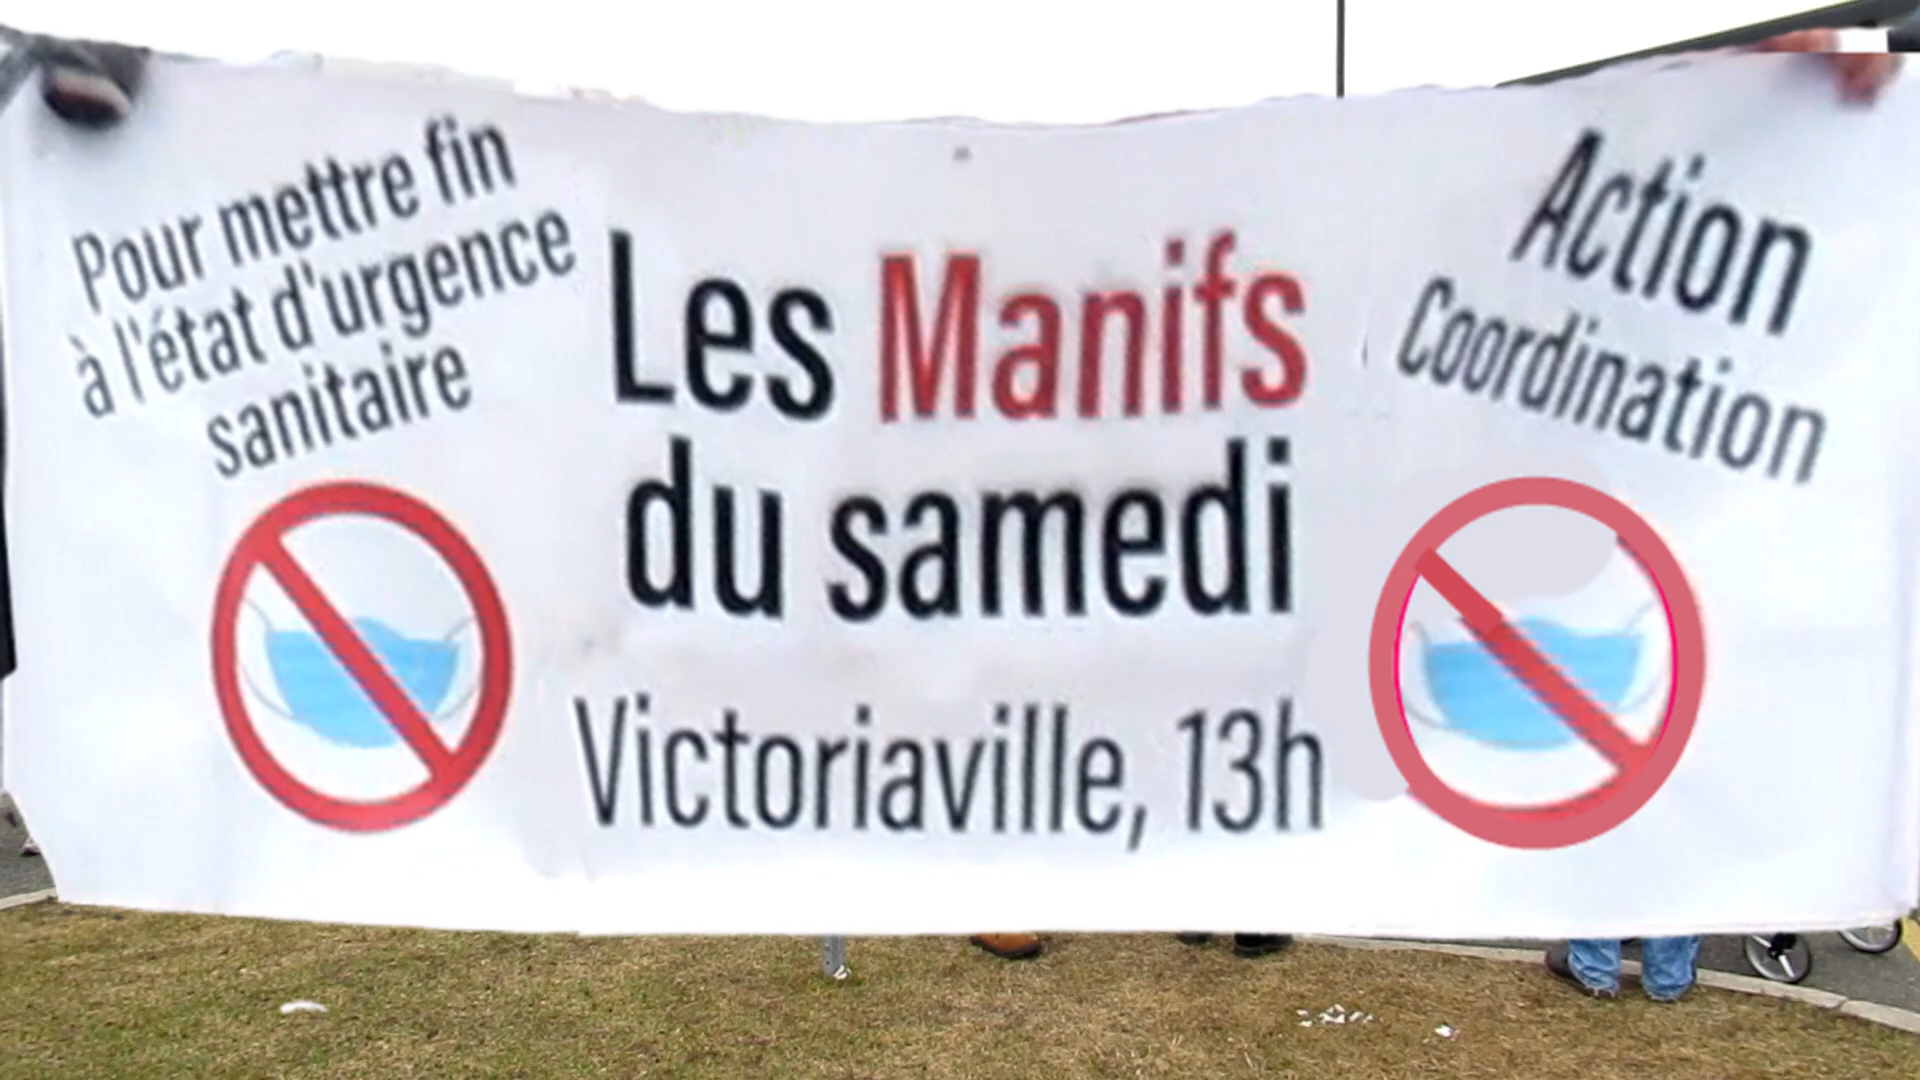 Pour mettre fin
à l'état d'urgence
sanitaire
Les Manifs
du samedi
Victoriaville, 13h
Action
Coordination